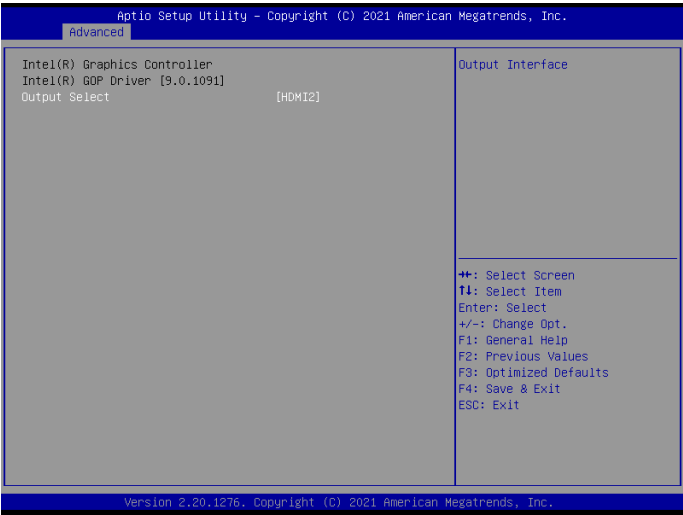 Aptio Setup Utility – Copyright (C) 2021 American Megatrends, Inc.
Advanced
Intel(R) Graphics Controller
Intel(R) GOP Driver [9.0.1091]
Output Select [HDMI2]
Output Interface
→←: Select Screen
↑↓: Select Item
Enter: Select
+/-: Change Opt.
F1: General Help
F2: Previous Values
F3: Optimized Defaults
F4: Save & Exit
ESC: Exit
Version 2.20.1276. Copyright (C) 2021 American Megatrends, Inc.